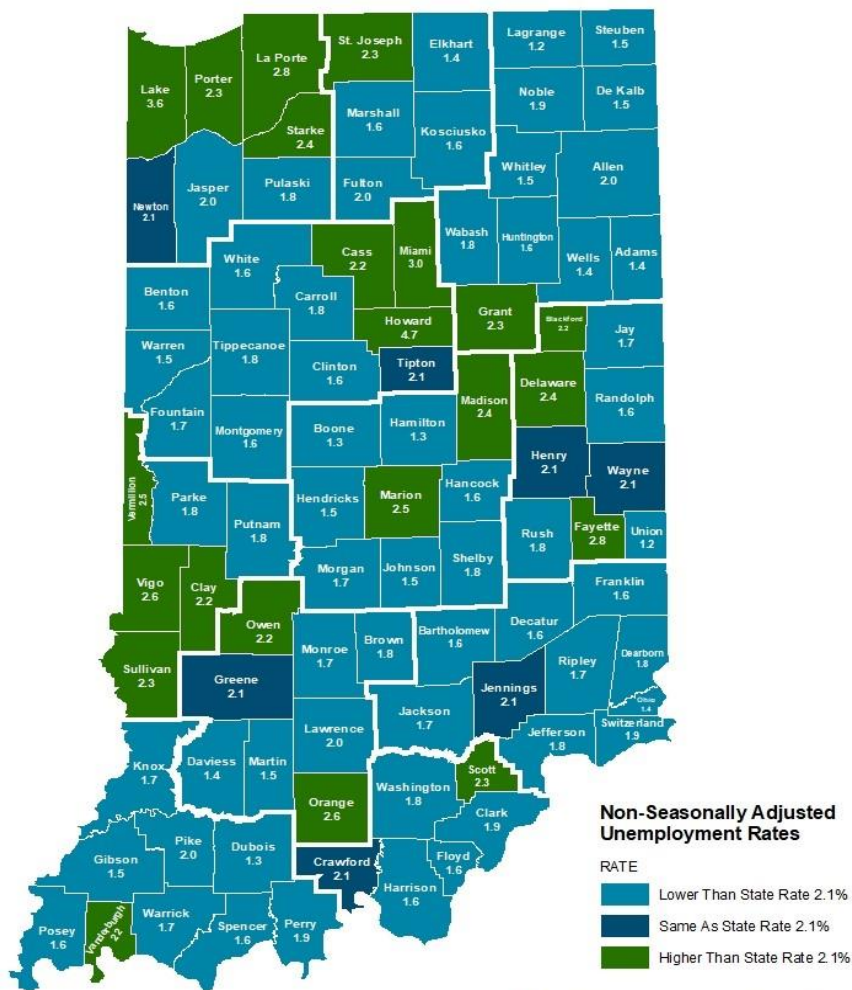 St. Joseph
2.3
Elkhart
1.4
Lagrange
1.2
Steuben
1.5
La Porte
2.8
Porter
2.3
Lake
3.6
Noble
1.9
De Kalb
1.5
Marshall
1.6
Kosciusko
1.6
Starke
2.4
Whitley
1.5
Allen
2.0
Newton
2.1
Jasper
2.0
Pulaski
1.8
Fulton
2.0
Wabash
1.8
Huntington
1.6
Wells
1.4
Adams
1.4
White
1.6
Cass
2.2
Miami
3.0
Benton
1.6
Carroll
1.8
Howard
4.7
Grant
2.3
Blackford
2.2
Jay
1.7
Warren
1.5
Tippecanoe
1.8
Clinton
1.6
Tipton
2.1
Madison
2.4
Delaware
2.4
Randolph
1.6
Fountain
1.7
Montgomery
1.6
Boone
1.3
Hamilton
1.3
Henry
2.1
Wayne
2.1
Vermillion
2.5
Parke
1.8
Putnam
1.8
Hendricks
1.5
Marion
2.5
Hancock
1.6
Rush
1.8
Fayette
2.8
Union
1.2
Vigo
2.6
Clay
2.2
Morgan
1.7
Johnson
1.5
Shelby
1.8
Franklin
1.6
Owen
2.2
Monroe
1.7
Brown
1.8
Bartholomew
1.6
Decatur
1.6
Ripley
1.7
Dearborn
1.8
Ohio
1.4
Sullivan
2.3
Greene
2.1
Jennings
2.1
Jackson
1.7
Switzerland
1.9
Jefferson
1.8
Lawrence
2.0
Knox
1.7
Daviess
1.4
Martin
1.5
Orange
2.6
Washington
1.8
Scott
2.3
Clark
1.9
Floyd
1.6
Harrison
1.6
Crawford
2.1
Gibson
1.5
Pike
2.0
Dubois
1.3
Posey
1.6
Vanderburgh
2.2
Warrick
1.7
Spencer
1.6
Perry
1.9
Non-Seasonally Adjusted
Unemployment Rates
RATE
Lower Than State Rate 2.1%
Same As State Rate 2.1%
Higher Than State Rate 2.1%